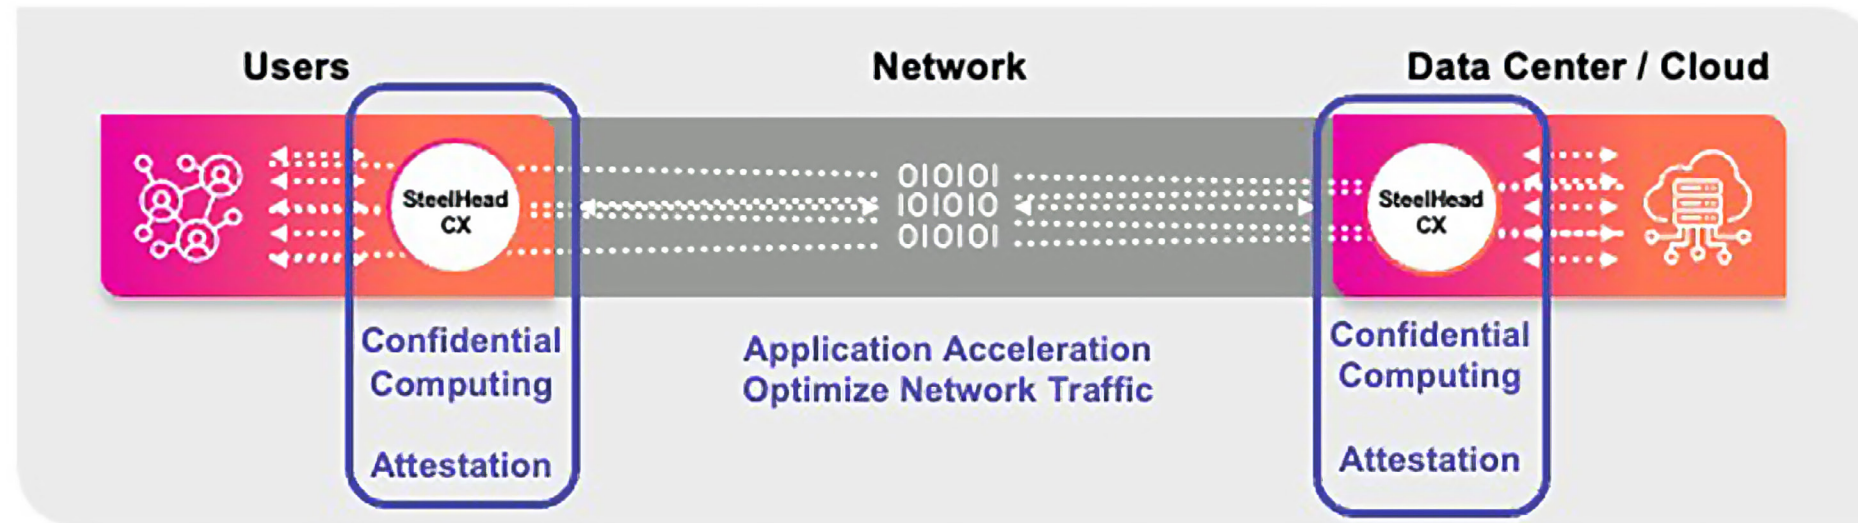 Users
Network
Data Center / Cloud
SteelHead
CX
010101
101010
010101
SteelHead
CX
Confidential
Computing
Attestation
Application Acceleration
Optimize Network Traffic
Confidential
Computing
Attestation